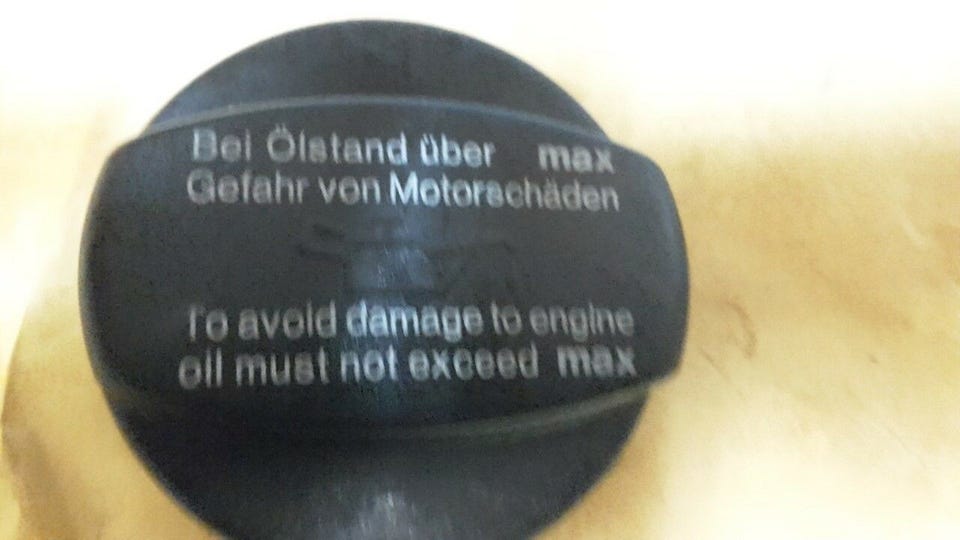 Bei Ölstand über max
Gefahr von Motorschäden
To avoid damage to engine
oil must not exceed max